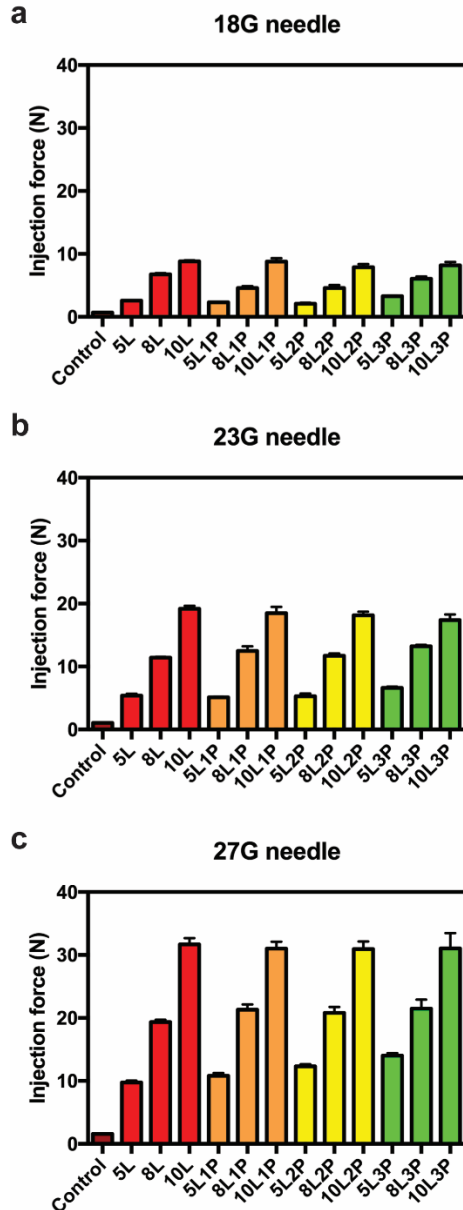 a
18G needle
Injection force (N)
40
30
20
10
0
Control 5L 8L 10L 5L1P 8L1P 10L1P 5L2P 8L2P 10L2P 5L3P 8L3P 10L3P
b
23G needle
Injection force (N)
40
30
20
10
0
Control 5L 8L 10L 5L1P 8L1P 10L1P 5L2P 8L2P 10L2P 5L3P 8L3P 10L3P
c
27G needle
Injection force (N)
40
30
20
10
0
Control 5L 8L 10L 5L1P 8L1P 10L1P 5L2P 8L2P 10L2P 5L3P 8L3P 10L3P